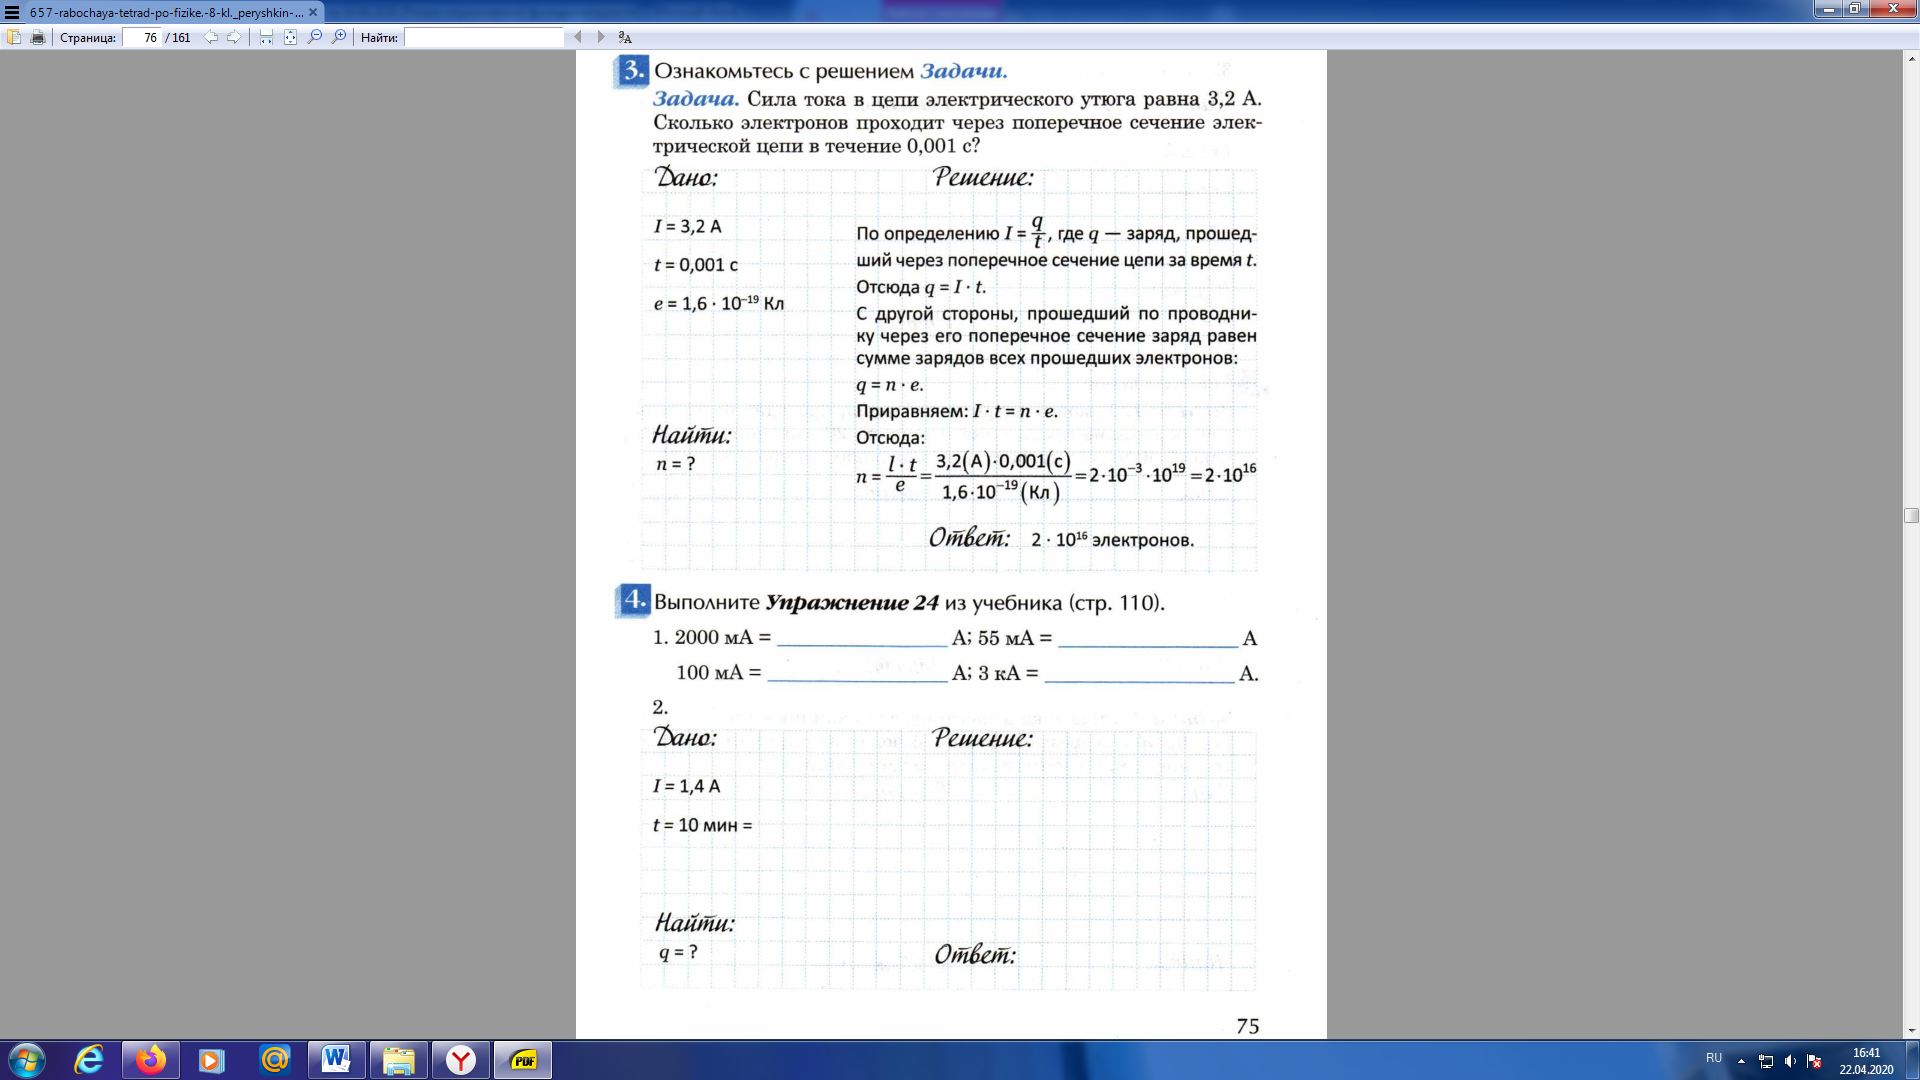 657-rabochaya-tetrad-po-fizike.-8-kl._peryshkin-...
Страница: 76 / 161 Найти:
3. Ознакомьтесь с решением Задачи.
Задача. Сила тока в цепи электрического утюга равна 3,2 А.
Сколько электронов проходит через поперечное сечение элек-
трической цепи в течение 0,001 с?
Дано: Решение:
I = 3,2 А
t = 0,001 с
e = 1,6 · 10⁻¹⁹ Кл
По определению I = q/t, где q — заряд, прошед-
ший через поперечное сечение цепи за время t.
Отсюда q = I · t.
С другой стороны, прошедший по проводни-
ку через его поперечное сечение заряд равен
сумме зарядов всех прошедших электронов:
q = n · e.
Приравняем: I · t = n · e.
Отсюда:
Найти:
n = ?
n = l · t/e = 3,2(А)·0,001(с)/1,6·10⁻¹⁹(Кл) = 2·10⁻³·10¹⁹ = 2·10¹⁶
Ответ: 2 · 10¹⁶ электронов.
4. Выполните Упражнение 24 из учебника (стр. 110).
1. 2000 мА = ________ А; 55 мА = ________ А
100 мА = ________ А; 3 кА = ________ А.
2.
Дано: Решение:
I = 1,4 А
t = 10 мин =
Найти:
q = ?
Ответ:
75
PDF
RU
16:41
22.04.2020